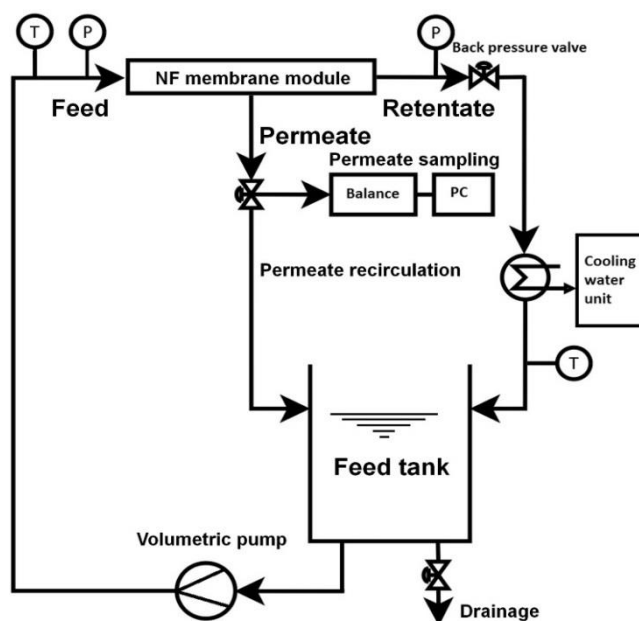 T
P
P
Back pressure valve
NF membrane module
Feed
Retentate
Permeate
Permeate sampling
Balance
PC
Cooling
water
unit
Permeate recirculation
T
Feed tank
Volumetric pump
Drainage